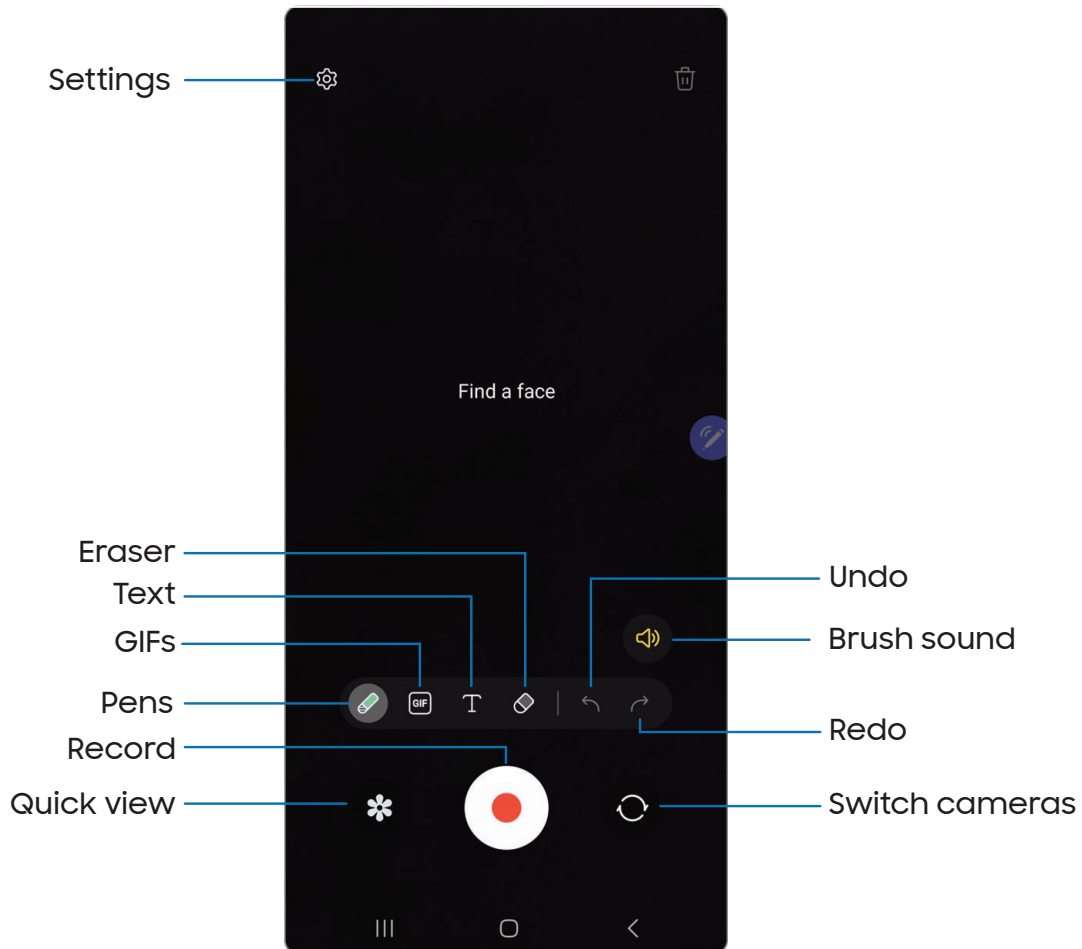 Settings
Find a face
Eraser
Text
GIFs
Pens
Record
Quick view
Undo
Brush sound
Redo
Switch cameras
GIF
T